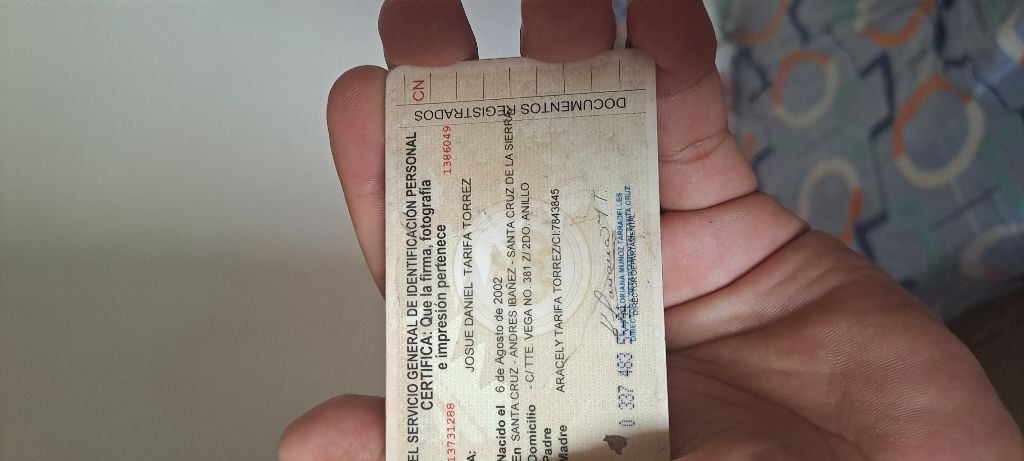 DOCUMENTOS REGISTRADOS
CN
EL SERVICIO GENERAL DE IDENTIFICACIÓN PERSONAL
CERTIFICA: Que la firma, fotografía
e impresión pertenece
13731288 1386049
A: JOSUE DANIEL TARIFA TORREZ
Nacido el 6 de Agosto de 2002
En SANTA CRUZ - ANDRES IBAÑEZ - SANTA CRUZ DE LA SIERRA
Domicilio - C/ TTE. VEGA NO. 381 Z/ 2DO. ANILLO
Padre
Madre ARACELY TARIFA TORREZ/CI:7843845
MUÑOZ TARRADELLES
0 337 483